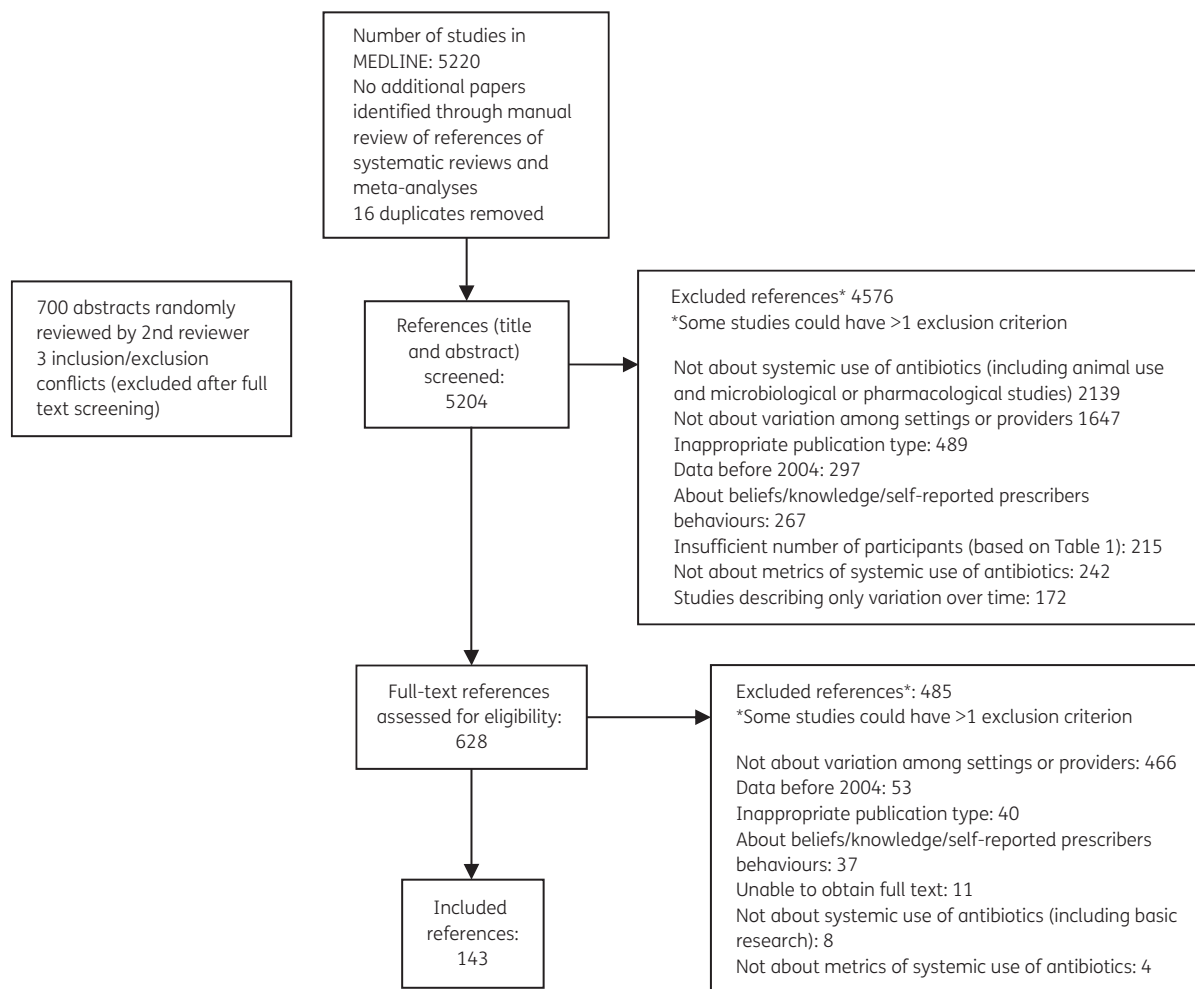 Number of studies in
MEDLINE: 5220
No additional papers
identified through manual
review of references of
systematic reviews and
meta-analyses
16 duplicates removed
700 abstracts randomly
reviewed by 2nd reviewer
3 inclusion/exclusion
conflicts (excluded after full
text screening)
References (title
and abstract)
screened:
5204
Excluded references* 4576
*Some studies could have >1 exclusion criterion
Not about systemic use of antibiotics (including animal use
and microbiological or pharmacological studies) 2139
Not about variation among settings or providers 1647
Inappropriate publication type: 489
Data before 2004: 297
About beliefs/knowledge/self-reported prescribers
behaviours: 267
Insufficient number of participants (based on Table 1): 215
Not about metrics of systemic use of antibiotics: 242
Studies describing only variation over time: 172
Full-text references
assessed for eligibility:
628
Excluded references*: 485
*Some studies could have >1 exclusion criterion
Not about variation among settings or providers: 466
Data before 2004: 53
Inappropriate publication type: 40
About beliefs/knowledge/self-reported prescribers
behaviours: 37
Unable to obtain full text: 11
Not about systemic use of antibiotics (including basic
research): 8
Not about metrics of systemic use of antibiotics: 4
Included
references:
143